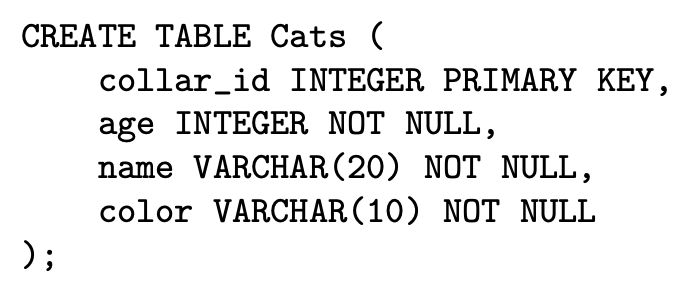 CREATE TABLE Cats (
    collar_id INTEGER PRIMARY KEY,
    age INTEGER NOT NULL,
    name VARCHAR(20) NOT NULL,
    color VARCHAR(10) NOT NULL
);